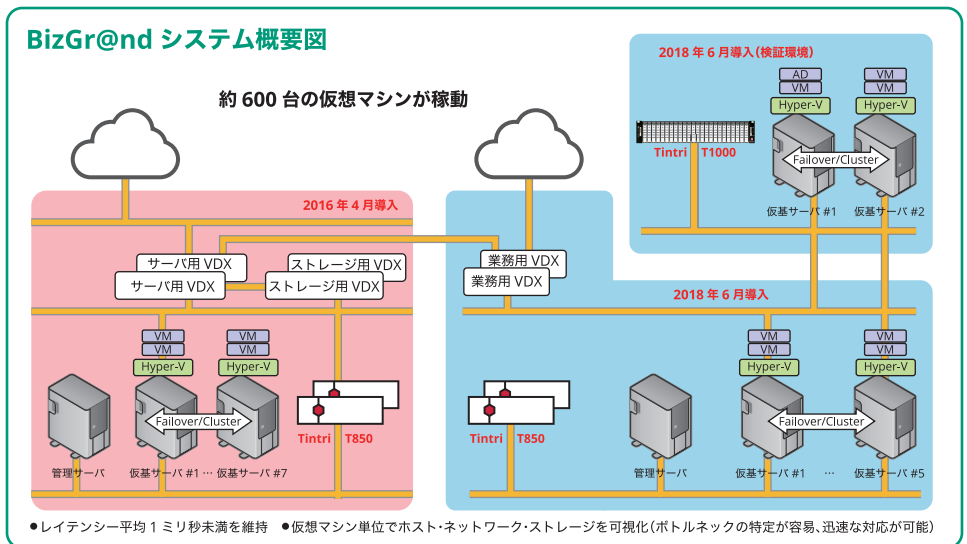 BizGr@nd システム概要図
約 600 台の仮想マシンが稼動
2018 年 6 月導入（検証環境）
AD
VM
Hyper-V
VM
VM
Hyper-V
Tintri T1000
Failover/Cluster
仮基サーバ #1
仮基サーバ #2
2016 年 4 月導入
サーバ用 VDX
サーバ用 VDX
ストレージ用 VDX
ストレージ用 VDX
VM
VM
Hyper-V
VM
VM
Hyper-V
Failover/Cluster
Tintri T850
管理サーバ
仮基サーバ #1 … 仮基サーバ #7
業務用 VDX
業務用 VDX
2018 年 6 月導入
VM
VM
Hyper-V
VM
VM
Hyper-V
Failover/Cluster
Tintri T850
管理サーバ
仮基サーバ #1 … 仮基サーバ #5
●レイテンシー平均 1 ミリ秒未満を維持 ●仮想マシン単位でホスト・ネットワーク・ストレージを可視化（ボトルネックの特定が容易、迅速な対応が可能）